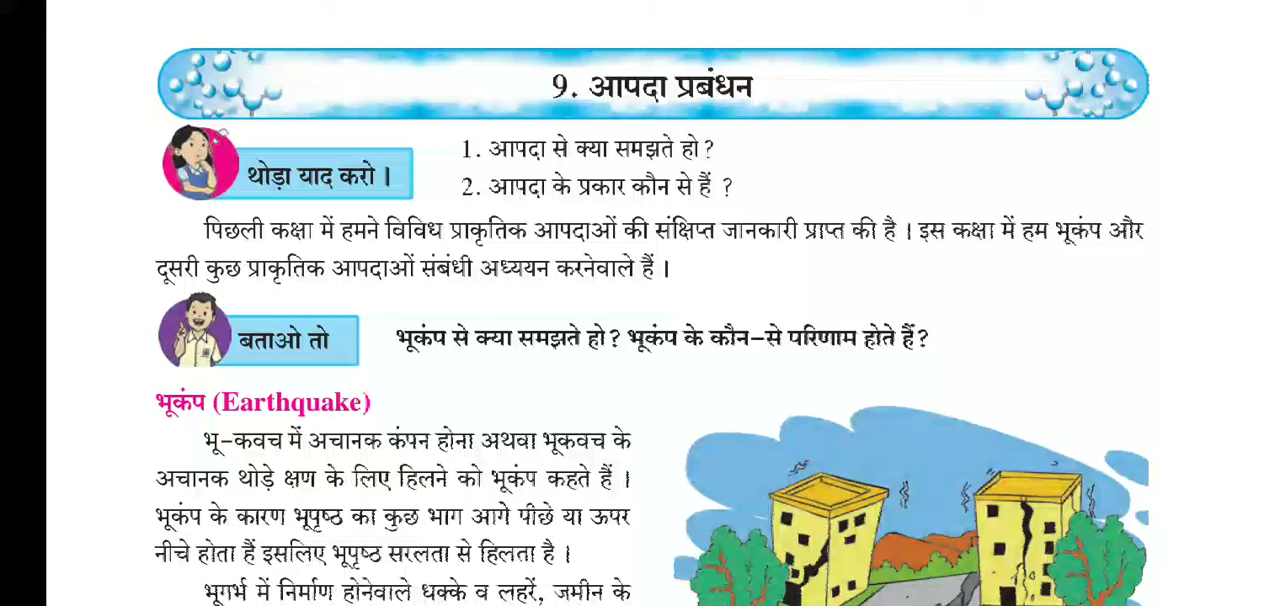 9. आपदा प्रबंधन
थोड़ा याद करो ।
1. आपदा से क्या समझते हो ?
2. आपदा के प्रकार कौन से हैं ?
पिछली कक्षा में हमने विविध प्राकृतिक आपदाओं की संक्षिप्त जानकारी प्राप्त की है । इस कक्षा में हम भूकंप और
दूसरी कुछ प्राकृतिक आपदाओं संबंधी अध्ययन करनेवाले हैं ।
बताओ तो
भूकंप से क्या समझते हो ? भूकंप के कौन-से परिणाम होते हैं ?
भूकंप (Earthquake)
भू-कवच में अचानक कंपन होना अथवा भूकवच के
अचानक थोड़े क्षण के लिए हिलने को भूकंप कहते हैं ।
भूकंप के कारण भूपृष्ठ का कुछ भाग आगे पीछे या ऊपर
नीचे होता हैं इसलिए भूपृष्ठ सरलता से हिलता है ।
भूगर्भ में निर्माण होनेवाले धक्के व लहरें, जमीन के